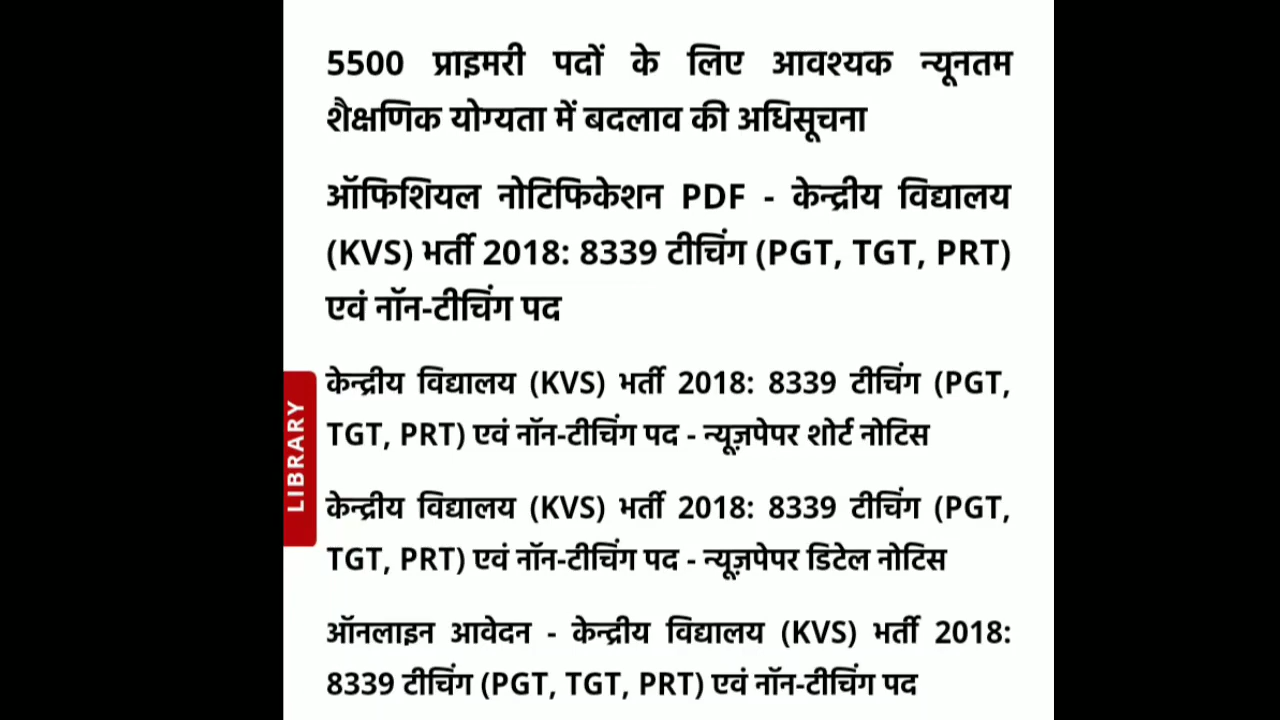 5500 प्राइमरी पदों के लिए आवश्यक न्यूनतम
शैक्षणिक योग्यता में बदलाव की अधिसूचना
ऑफिशियल नोटिफिकेशन PDF - केन्द्रीय विद्यालय
(KVS) भर्ती 2018: 8339 टीचिंग (PGT, TGT, PRT)
एवं नॉन-टीचिंग पद
केन्द्रीय विद्यालय (KVS) भर्ती 2018: 8339 टीचिंग (PGT,
TGT, PRT) एवं नॉन-टीचिंग पद - न्यूज़पेपर शोर्ट नोटिस
LIBRARY
केन्द्रीय विद्यालय (KVS) भर्ती 2018: 8339 टीचिंग (PGT,
TGT, PRT) एवं नॉन-टीचिंग पद - न्यूज़पेपर डिटेल नोटिस
ऑनलाइन आवेदन - केन्द्रीय विद्यालय (KVS) भर्ती 2018:
8339 टीचिंग (PGT, TGT, PRT) एवं नॉन-टीचिंग पद